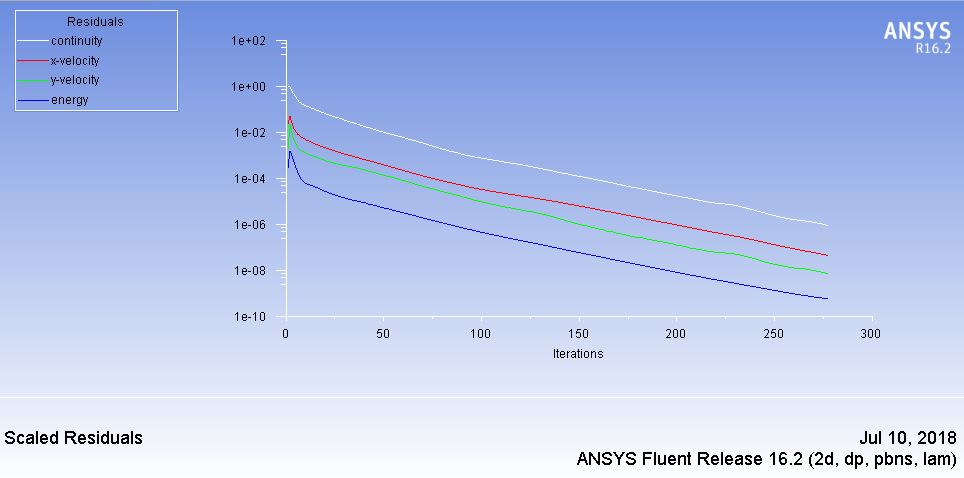 Residuals
continuity
x-velocity
y-velocity
energy
ANSYS
R16.2
1e+02
1e+00
1e-02
1e-04
1e-06
1e-08
1e-10
0 50 100 150 200 250 300
Iterations
Scaled Residuals
Jul 10, 2018
ANSYS Fluent Release 16.2 (2d, dp, pbns, lam)